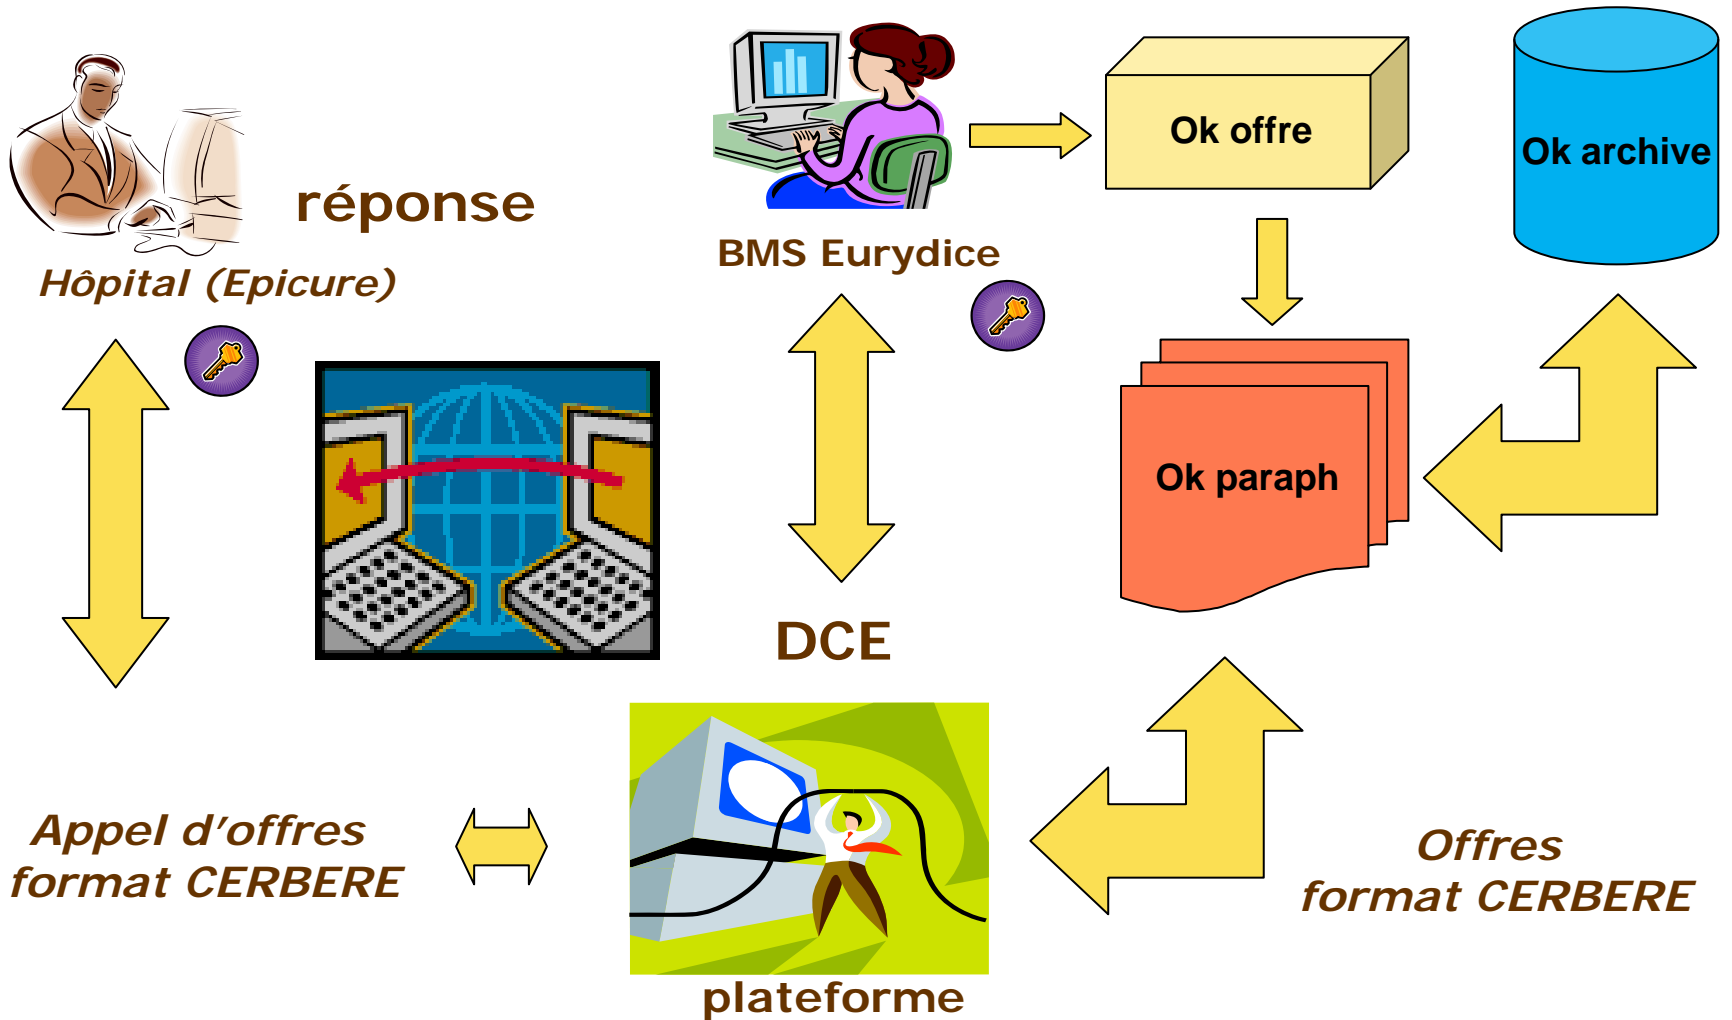 Ok offre
Ok archive
réponse
BMS Eurydice
Hôpital (Epicure)
Ok paraph
DCE
Appel d'offres
format CERBERE
Offres
format CERBERE
plateforme